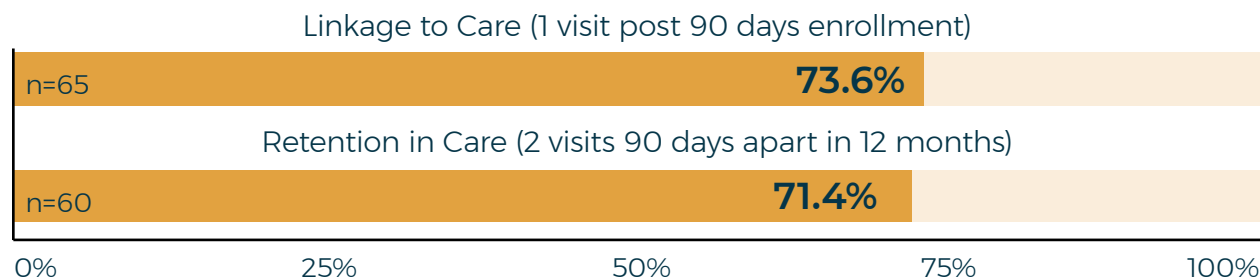 Linkage to Care (1 visit post 90 days enrollment)
n=65 73.6%
Retention in Care (2 visits 90 days apart in 12 months)
n=60 71.4%
0% 25% 50% 75% 100%